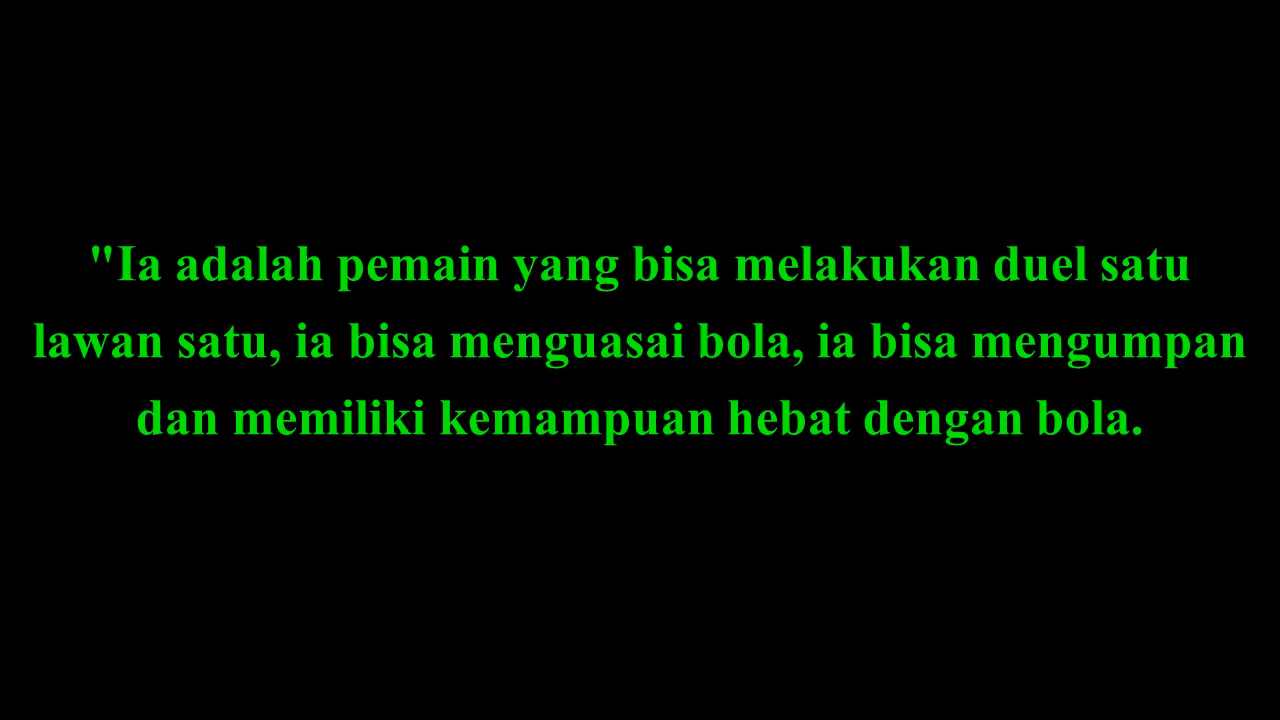 "Ia adalah pemain yang bisa melakukan duel satu
lawan satu, ia bisa menguasai bola, ia bisa mengumpan
dan memiliki kemampuan hebat dengan bola.